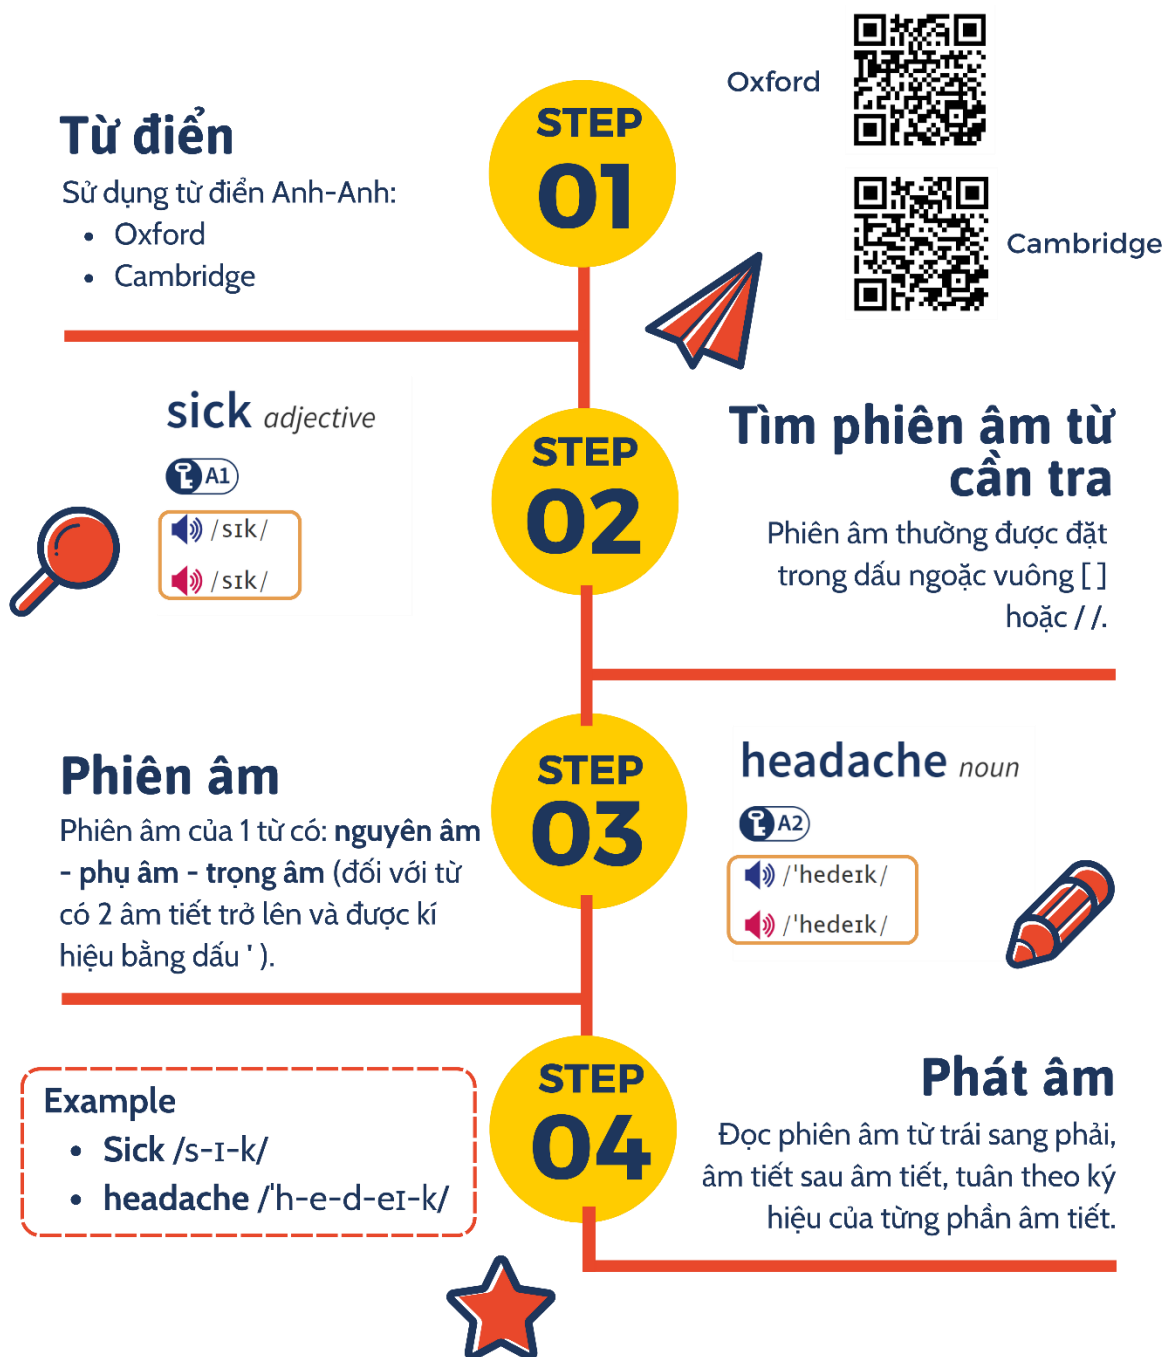 Oxford
Cambridge
STEP
01
Từ điển
Sử dụng từ điển Anh-Anh:
• Oxford
• Cambridge
STEP
02
Tìm phiên âm từ
cần tra
Phiên âm thường được đặt
trong dấu ngoặc vuông [ ]
hoặc / /.
sick adjective
A1
/sɪk/
/sɪk/
STEP
03
Phiên âm
Phiên âm của 1 từ có: nguyên âm
- phụ âm - trọng âm (đối với từ
có 2 âm tiết trở lên và được kí
hiệu bằng dấu ' ).
headache noun
A2
/ˈhedeɪk/
/ˈhedeɪk/
STEP
04
Phát âm
Đọc phiên âm từ trái sang phải,
âm tiết sau âm tiết, tuân theo ký
hiệu của từng phần âm tiết.
Example
• Sick /s-ɪ-k/
• headache /ˈh-e-d-eɪ-k/